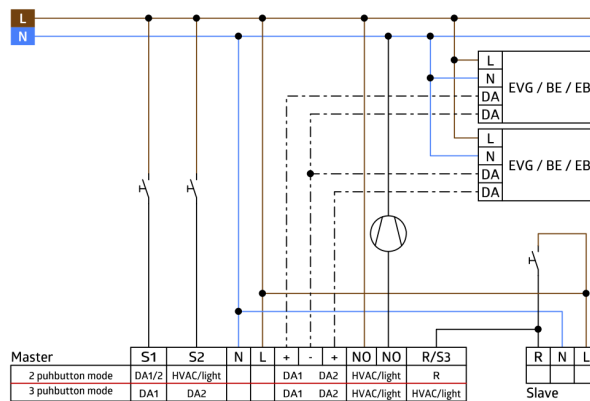 L
N
L
N
DA
DA
EVG / BE / EB
L
N
DA
DA
EVG / BE / EB
Master S1 S2 N L + - + NO NO R/S3 R N L
2 puhbutton mode DA1/2 HVAC/light DA1 DA2 HVAC/light R
3 puhbutton mode DA1 DA2 DA1 DA2 HVAC/light HVAC/light Slave